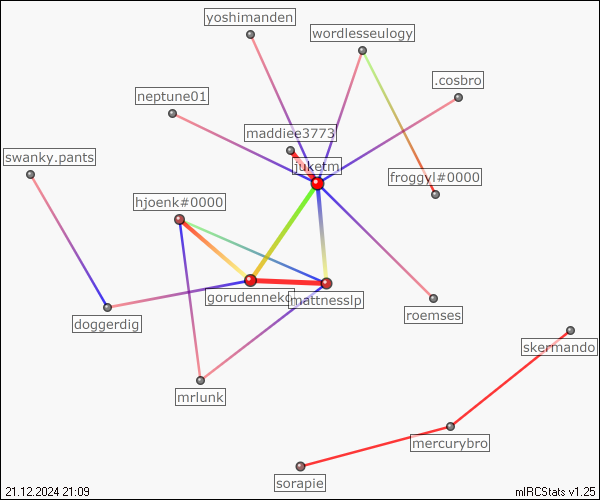 yoshimanden
wordlesseulogy
.cosbro
neptune01
maddiee3773
swanky.pants
juketm
froggyl#0000
hjoenk#0000
mattnesslp
roemses
doggerdig
skermando
mrlunk
mercurybro
sorapie
21.12.2024 21:09
mIRCStats v1.25